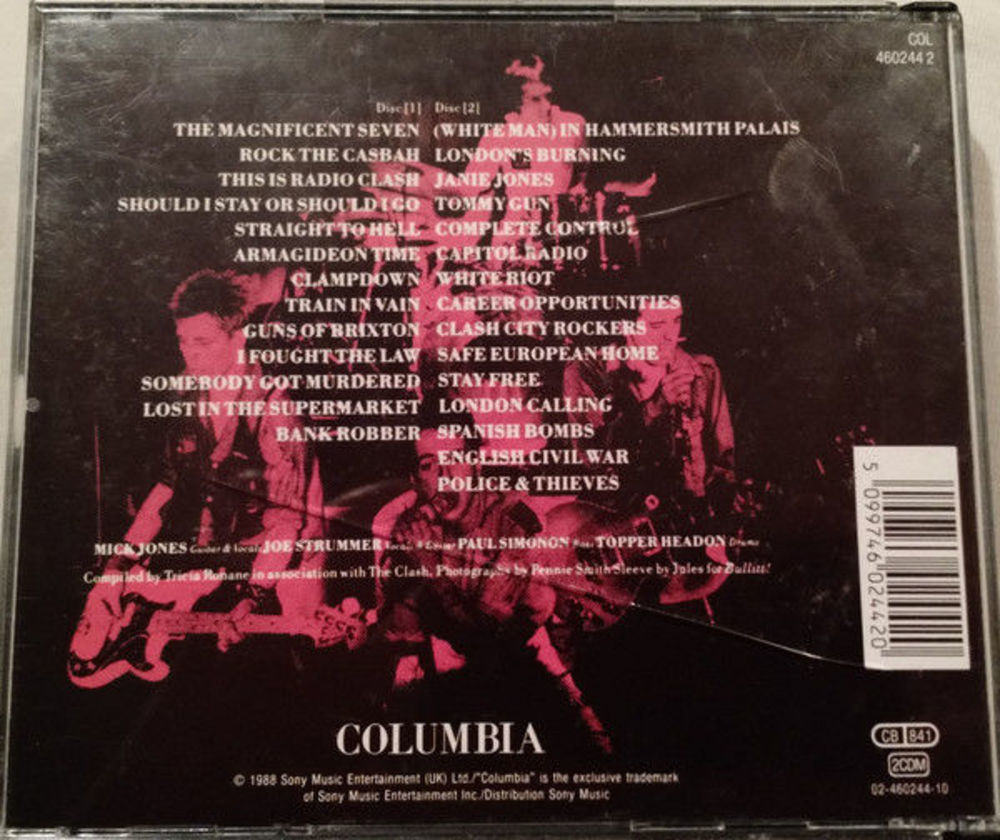 COL
460244 2
Disc [1] Disc [2]
THE MAGNIFICENT SEVEN (WHITE MAN) IN HAMMERSMITH PALAIS
ROCK THE CASBAH LONDON'S BURNING
THIS IS RADIO CLASH JANIE JONES
SHOULD I STAY OR SHOULD I GO TOMMY GUN
STRAIGHT TO HELL COMPLETE CONTROL
ARMAGIDEON TIME CAPITOL RADIO
CLAMPDOWN WHITE RIOT
TRAIN IN VAIN CAREER OPPORTUNITIES
GUNS OF BRIXTON CLASH CITY ROCKERS
I FOUGHT THE LAW SAFE EUROPEAN HOME
SOMEBODY GOT MURDERED STAY FREE
LOST IN THE SUPERMARKET LONDON CALLING
BANK ROBBER SPANISH BOMBS
ENGLISH CIVIL WAR
POLICE & THIEVES
MICK JONES Guitar & Vocal JOE STRUMMER Vocal & Guitar PAUL SIMONON Bass TOPPER HEADON Drums
Compiled by Tricia Ronane in association with The Clash. Photographs by Pennie Smith Sleeve by Jules for Bullitt!
5 099746 024420
COLUMBIA
CB 841
2CDM
02-460244-10
© 1988 Sony Music Entertainment (UK) Ltd./"Columbia" is the exclusive trademark
of Sony Music Entertainment Inc./Distribution Sony Music